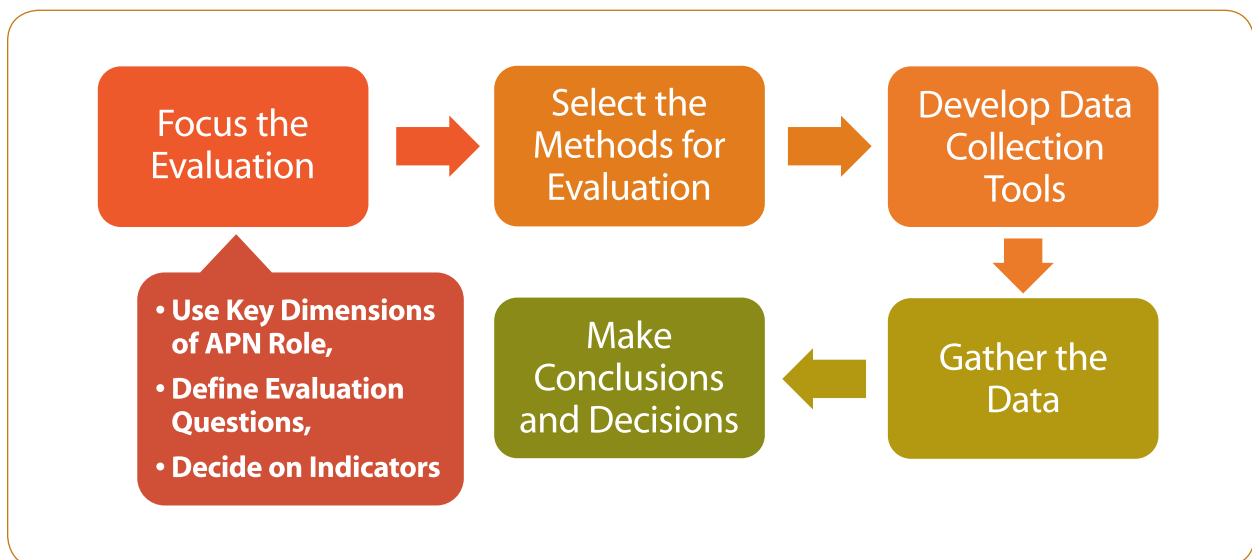 Focus the
Evaluation
Select the
Methods for
Evaluation
Develop Data
Collection
Tools
• Use Key Dimensions
of APN Role,
• Define Evaluation
Questions,
• Decide on Indicators
Make
Conclusions
and Decisions
Gather the
Data